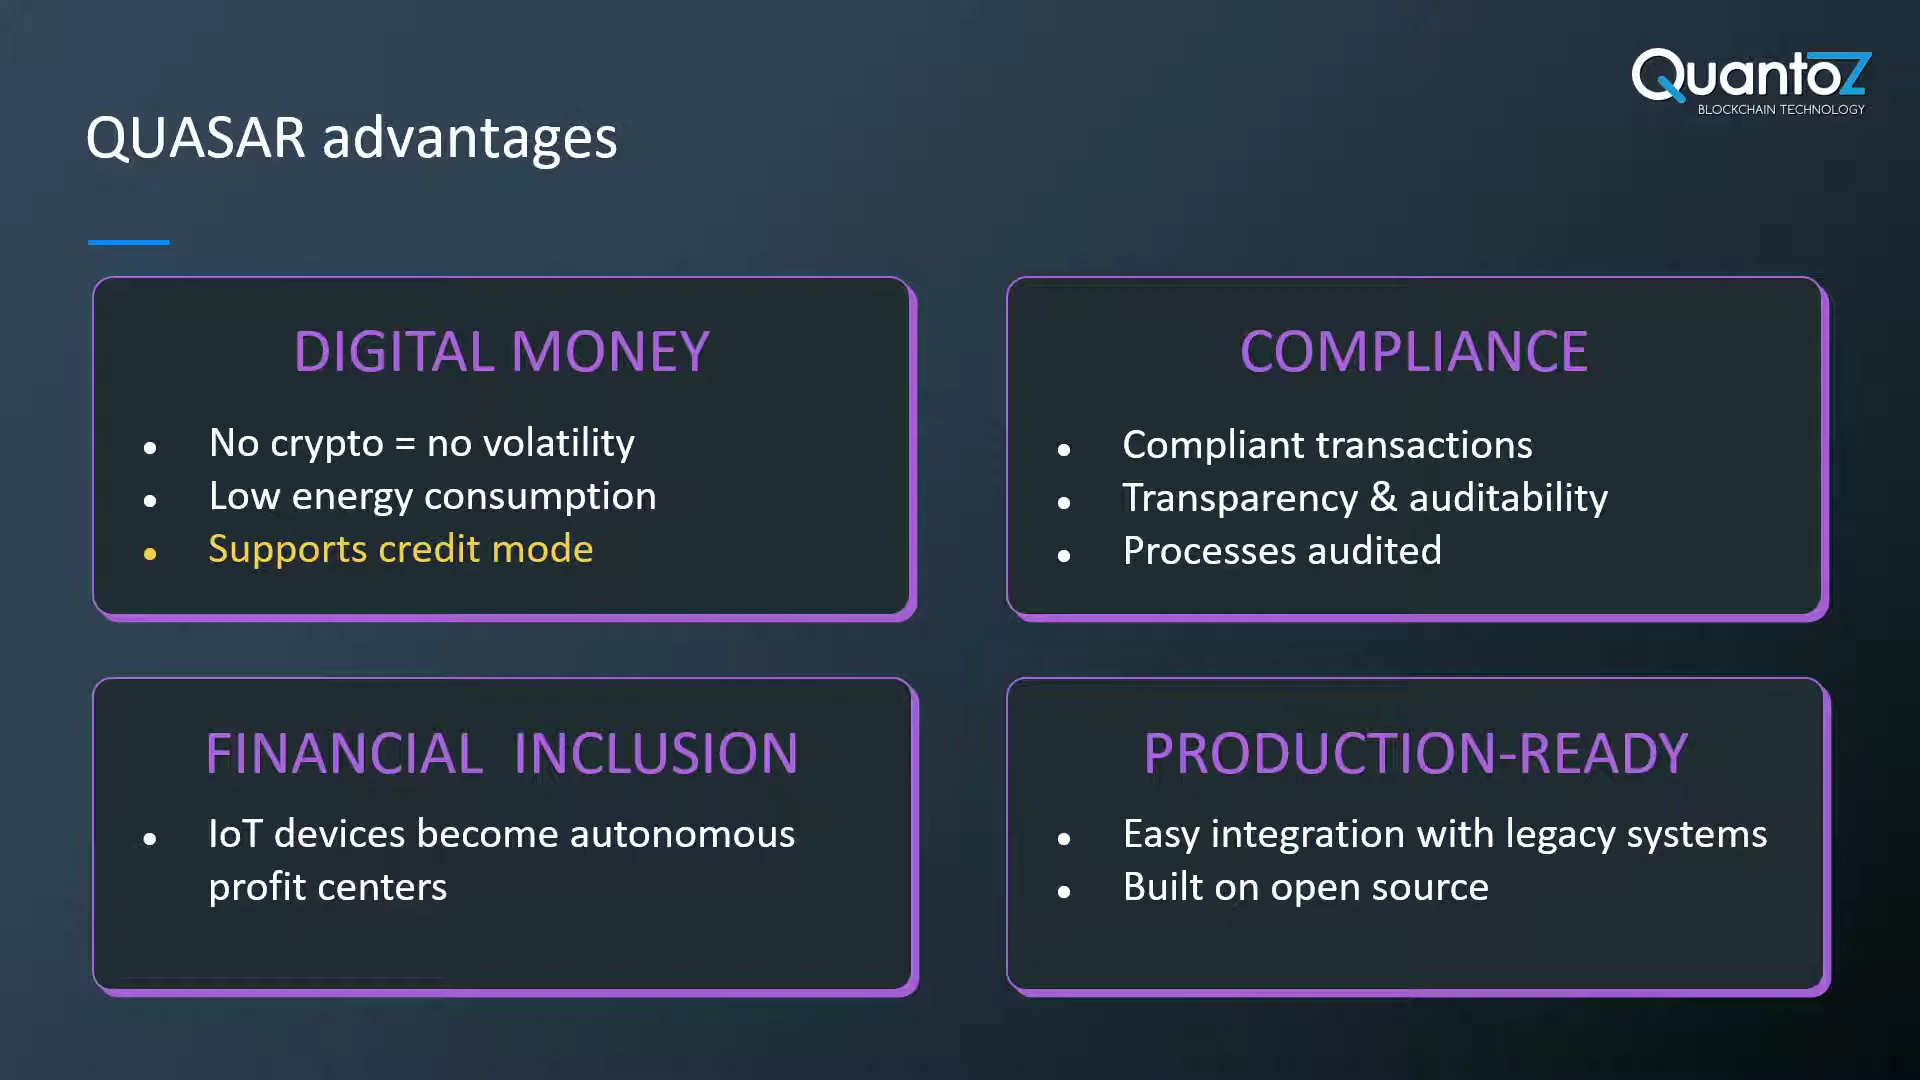 QuantoZ
BLOCKCHAIN TECHNOLOGY
QUASAR advantages
DIGITAL MONEY
• No crypto = no volatility
• Low energy consumption
• Supports credit mode
COMPLIANCE
• Compliant transactions
• Transparency & auditability
• Processes audited
FINANCIAL INCLUSION
• IoT devices become autonomous
profit centers
PRODUCTION-READY
• Easy integration with legacy systems
• Built on open source